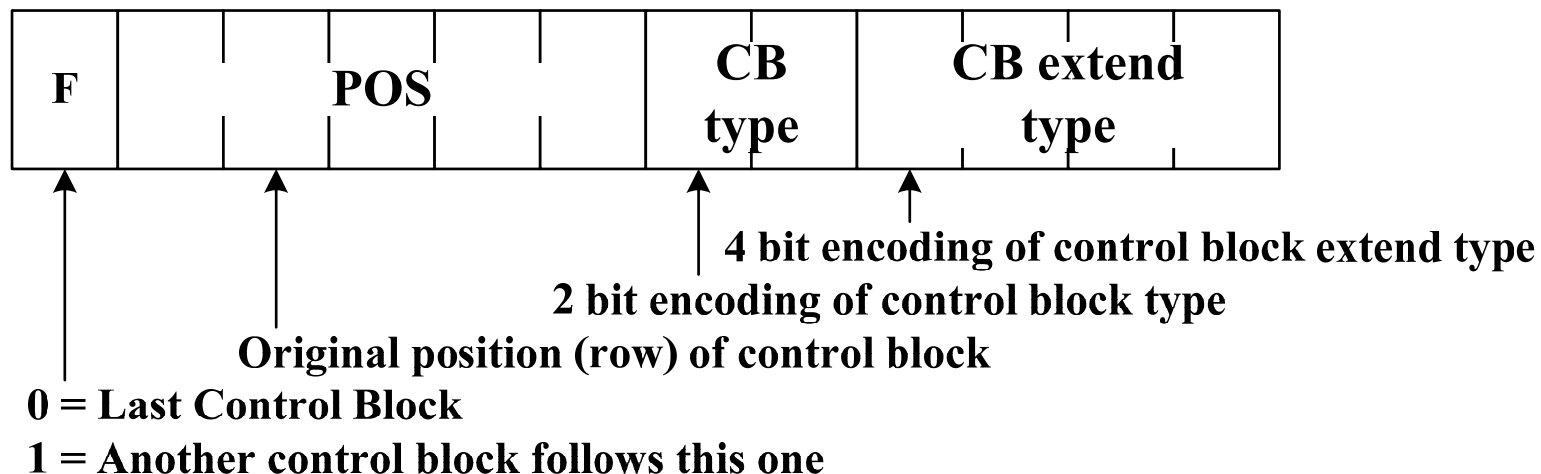 F
POS
CB
type
CB extend
type
4 bit encoding of control block extend type
2 bit encoding of control block type
Original position (row) of control block
0 = Last Control Block
1 = Another control block follows this one